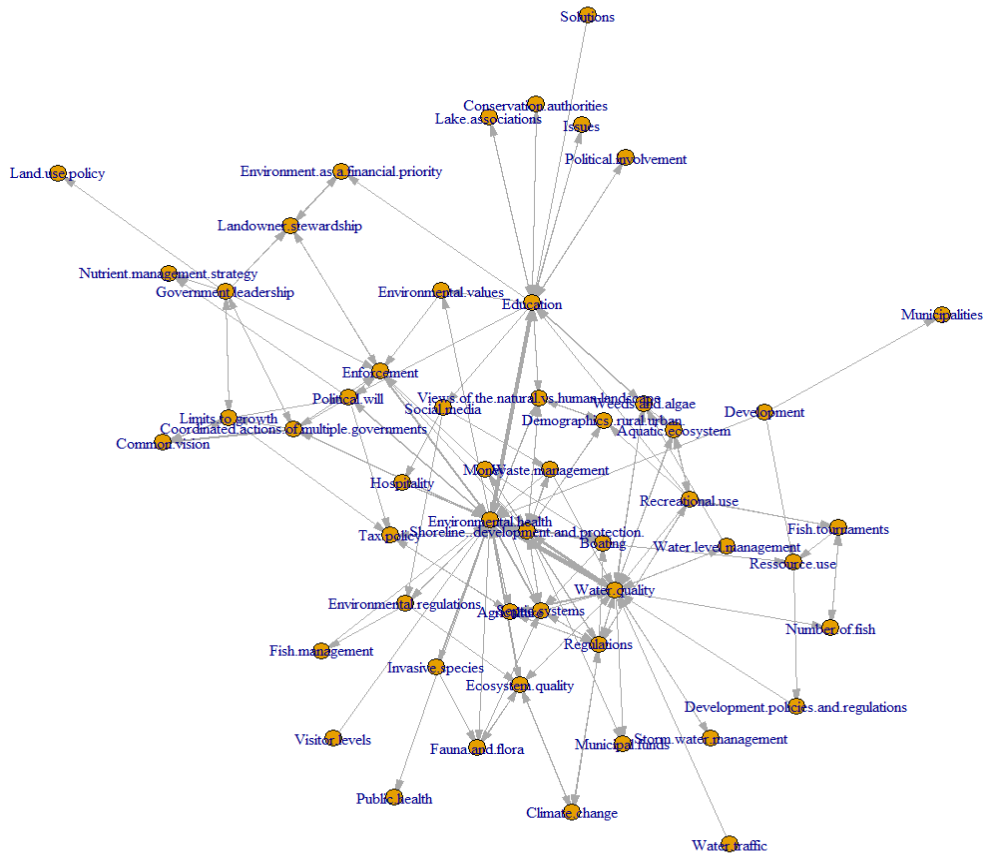 Solutions
Conservation.authorities
Lake.associations
Issues
Political.involvement
Land.use.policy
Environment.as.a.financial.priority
Landowner.stewardship
Nutrient.management.strategy
Government.leadership
Environmental.values
Education
Municipalities
Enforcement
Political.will
Views.of.the.natural.vs.human.landscape
Social.media
Weeds.and.algae
Development
Limits.to.growth
Demographics..rural.urban.
Coordinated.actions.of.multiple.governments
Aquatic.ecosystem
Common.vision
Money
Waste.management
Hospitality
Recreational.use
Environmental.health
Fish.tournaments
Tax.policy
Shoreline..development.and.protection.
Boating
Water.level.management
Ressource.use
Water.quality
Environmental.regulations
Agriculture
Septic.systems
Number.of.fish
Regulations
Fish.management
Invasive.species
Ecosystem.quality
Development.policies.and.regulations
Visitor.levels
Fauna.and.flora
Municipal.funds
Storm.water.management
Public.health
Climate.change
Water.traffic